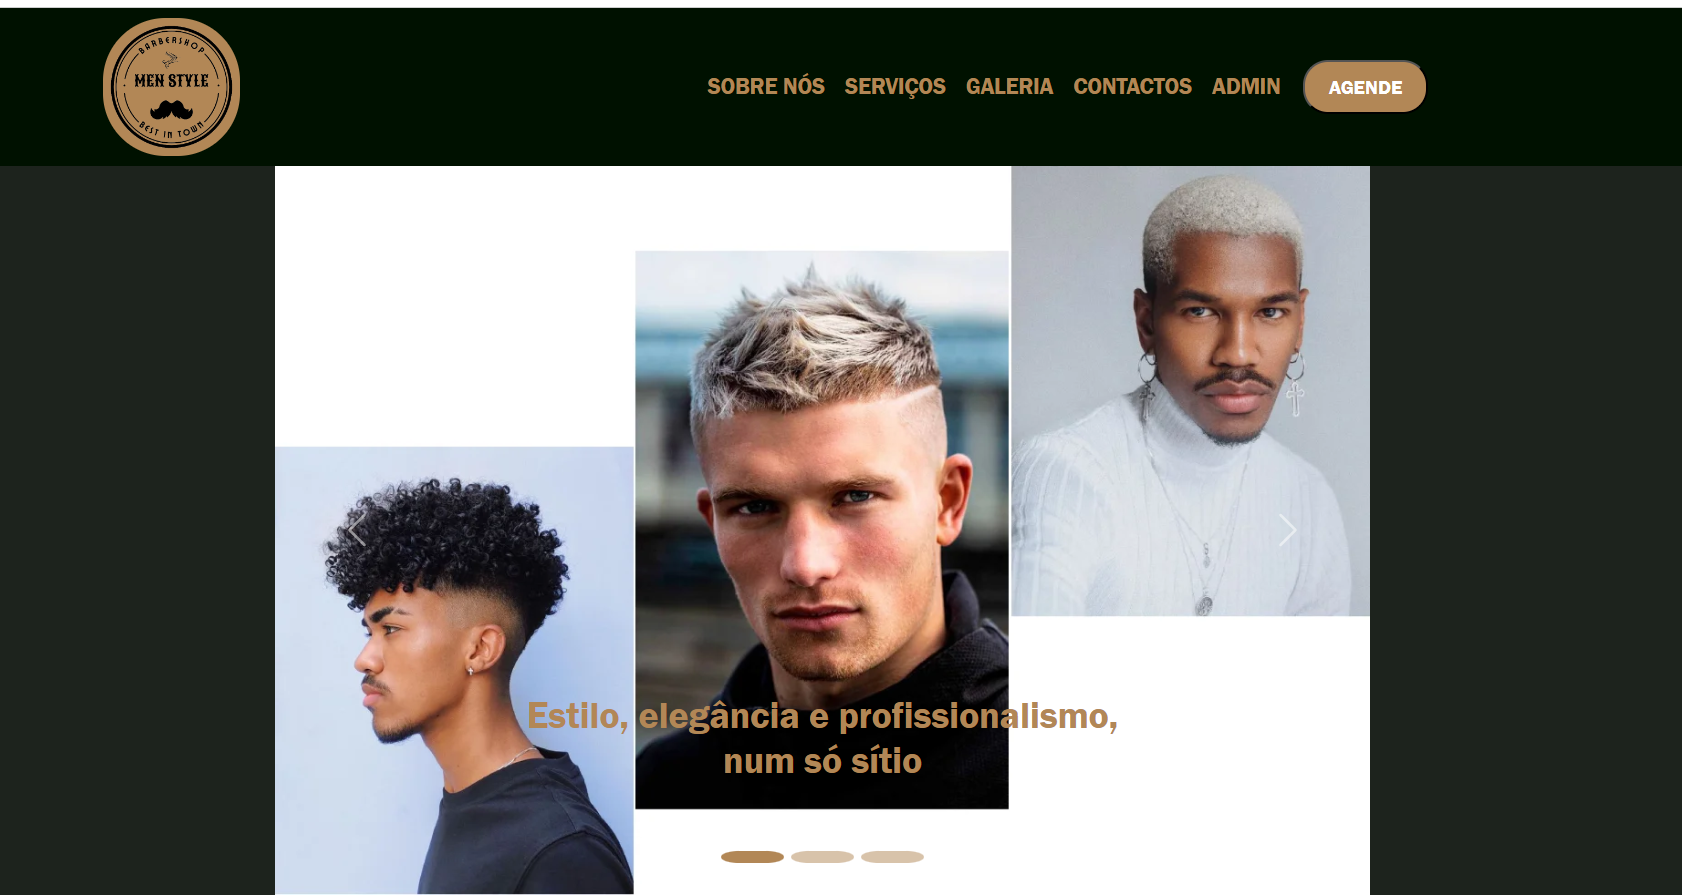 BARBERSHOP
MEN STYLE
BEST IN TOWN
SOBRE NÓS SERVIÇOS GALERIA CONTACTOS ADMIN AGENDE
Estilo, elegância e profissionalismo,
num só sítio